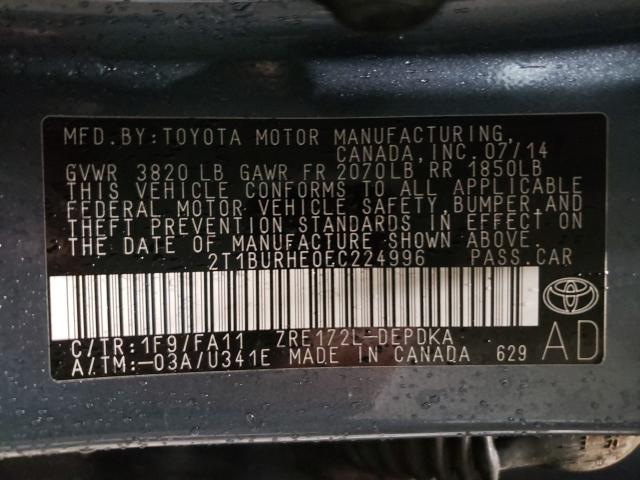 MFD. BY: TOYOTA MOTOR MANUFACTURING,
CANADA, INC. 07/14
GVWR 3820 LB GAWR FR 2070LB RR 1850LB
THIS VEHICLE CONFORMS TO ALL APPLICABLE
FEDERAL MOTOR VEHICLE SAFETY, BUMPER, AND
THEFT PREVENTION STANDARDS IN EFFECT ON
THE DATE OF MANUFACTURE SHOWN ABOVE.
2T1BURHE0EC224996 PASS.CAR
C/TR: 1F9/FA11 ZRE172L-DEPDKA
A/TM: -03A/U341E MADE IN CANADA 629
AD